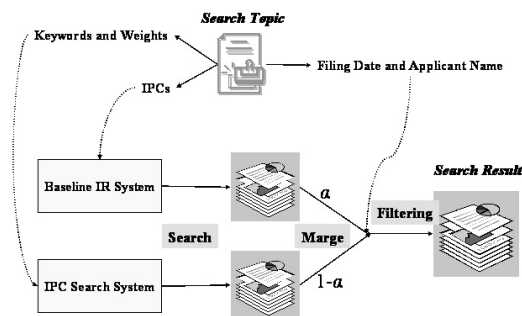 Search Topic
Keywords and Weights
Filing Date and Applicant Name
IPCs
Search Result
Baseline IR System
α
Filtering
Search
Marge
IPC Search System
1-α